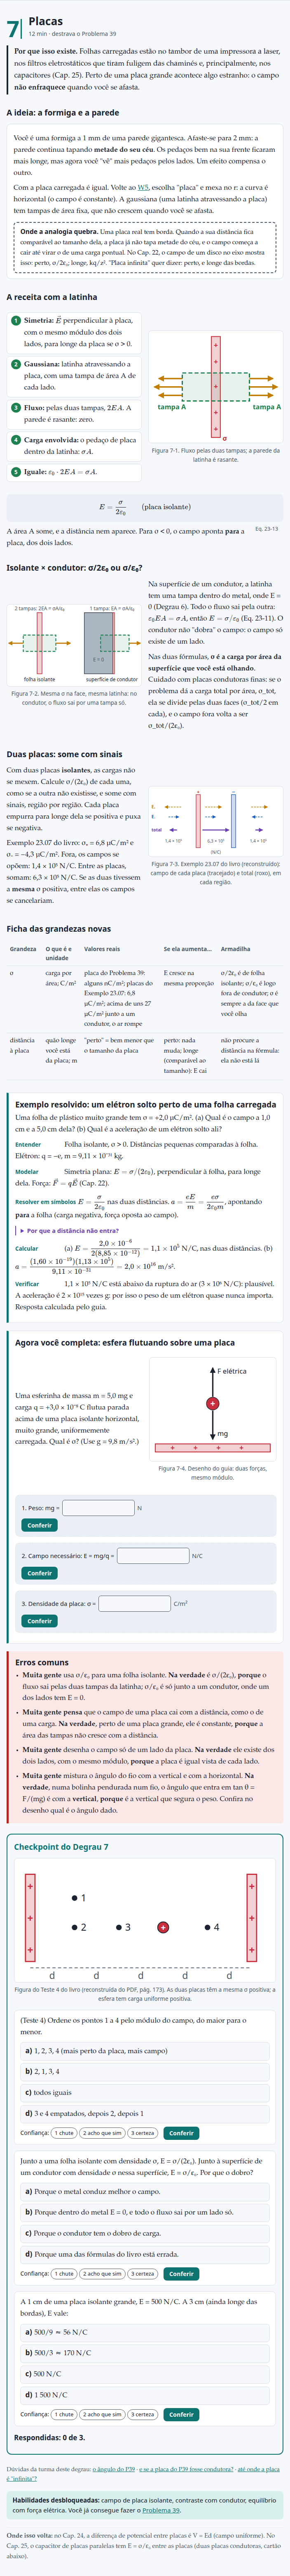 7
Placas
12 min · destrava o Problema 39
Por que isso existe. Folhas carregadas estão no tambor de uma impressora a laser,
nos filtros eletrostáticos que tiram fuligem das chaminés e, principalmente, nos
capacitores (Cap. 25). Perto de uma placa grande acontece algo estranho: o campo
não enfraquece quando você se afasta.
A ideia: a formiga e a parede
Você é uma formiga a 1 mm de uma parede gigantesca. Afaste-se para 2 mm: a
parede continua tapando metade do seu céu. Os pedaços bem na sua frente ficaram
mais longe, mas agora você "vê" mais pedaços pelos lados. Um efeito compensa o
outro.
Com a placa carregada é igual. Volte ao W5, escolha "placa" e mexa no r: a curva é
horizontal (o campo é constante). A gaussiana (uma latinha atravessando a placa)
tem tampas de área fixa, que não crescem quando você se afasta.
Onde a analogia quebra. Uma placa real tem borda. Quando a sua distância fica
comparável ao tamanho dela, a placa já não tapa metade do céu, e o campo começa a
cair até virar o de uma carga pontual. No Cap. 22, o campo de um disco no eixo mostra
isso: perto, σ/2ε₀; longe, kq/z². "Placa infinita" quer dizer: perto, e longe das bordas.
A receita com a latinha
1 Simetria: E⃗ perpendicular à placa,
com o mesmo módulo dos dois
lados, para longe da placa se σ > 0.
2 Gaussiana: latinha atravessando a
placa, com uma tampa de área A de
cada lado.
3 Fluxo: pelas duas tampas, 2EA. A
parede é rasante: zero.
4 Carga envolvida: o pedaço de placa
dentro da latinha: σA.
5 Iguale: ε₀ · 2EA = σA.
tampa A
tampa A
σ
Figura 7-1. Fluxo pelas duas tampas; a parede da
latinha é rasante.
E = σ/2ε₀ (placa isolante)
Eq. 23-13
A área A some, e a distância nem aparece. Para σ < 0, o campo aponta para a
placa, dos dois lados.
Isolante × condutor: σ/2ε₀ ou σ/ε₀?
2 tampas: 2EA = σA/ε₀
1 tampa: EA = σA/ε₀
E = 0
folha isolante
superfície de condutor
Figura 7-2. Mesma σ na face, mesma latinha: no
condutor, o fluxo sai por uma tampa só.
Na superfície de um condutor, a latinha
tem uma tampa dentro do metal, onde E =
0 (Degrau 6). Todo o fluxo sai pela outra:
ε₀EA = σA, então E = σ/ε₀ (Eq. 23-11). O
condutor não "dobra" o campo: o campo só
existe de um lado.
Nas duas fórmulas, σ é a carga por área da
superfície que você está olhando.
Cuidado com placas condutoras finas: se o
problema dá a carga total por área, σ_tot,
ela se divide pelas duas faces (σ_tot/2 em
cada), e o campo fora volta a ser
σ_tot/(2ε₀).
Duas placas: some com sinais
Com duas placas isolantes, as cargas não
se mexem. Calcule σ/(2ε₀) de cada uma,
como se a outra não existisse, e some com
sinais, região por região. Cada placa
empurra para longe dela se positiva e puxa
se negativa.
Exemplo 23.07 do livro: σ₊ = 6,8 µC/m² e
σ₋ = −4,3 µC/m². Fora, os campos se
opõem: 1,4 × 10⁵ N/C. Entre as placas,
somam: 6,3 × 10⁵ N/C. Se as duas tivessem
a mesma σ positiva, entre elas os campos
se cancelariam.
E₊
E₋
total
1,4 × 10⁵
6,3 × 10⁵
1,4 × 10⁵
(N/C)
Figura 7-3. Exemplo 23.07 do livro (reconstruído):
campo de cada placa (tracejado) e total (roxo), em
cada região.
Ficha das grandezas novas
Grandeza | O que é e unidade | Valores reais | Se ela aumenta… | Armadilha
σ | carga por área; C/m² | placa do Problema 39: alguns nC/m²; placas do Exemplo 23.07: 6,8 µC/m²; acima de uns 27 µC/m² junto a um condutor, o ar rompe | E cresce na mesma proporção | σ/2ε₀ é de folha isolante; σ/ε₀ é logo fora de condutor; σ é sempre a da face que você olha
distância à placa | quão longe você está da placa; m | "perto" = bem menor que o tamanho da placa | perto: nada muda; longe (comparável ao tamanho): E cai | não procure a distância na fórmula: ela não está lá
Exemplo resolvido: um elétron solto perto de uma folha carregada
Uma folha de plástico muito grande tem σ = +2,0 µC/m². (a) Qual é o campo a 1,0
cm e a 5,0 cm dela? (b) Qual é a aceleração de um elétron solto ali?
Entender Folha isolante, σ > 0. Distâncias pequenas comparadas à folha.
Elétron: q = −e, m = 9,11 × 10⁻³¹ kg.
Modelar Simetria plana: E = σ/(2ε₀), perpendicular à folha, para longe
dela. Força: F⃗ = qE⃗ (Cap. 22).
Resolver em símbolos E = σ/2ε₀ nas duas distâncias. a = eE/m = eσ/2ε₀m, apontando
para a folha (carga negativa, força oposta ao campo).
▸ Por que a distância não entra?
Calcular (a) E = 2,0 × 10⁻⁶/2(8,85 × 10⁻¹²) = 1,1 × 10⁵ N/C, nas duas distâncias. (b)
a = (1,60 × 10⁻¹⁹)(1,13 × 10⁵)/9,11 × 10⁻³¹ = 2,0 × 10¹⁶ m/s².
Verificar 1,1 × 10⁵ N/C está abaixo da ruptura do ar (3 × 10⁶ N/C): plausível.
A aceleração é 2 × 10¹⁵ vezes g: por isso o peso de um elétron quase nunca importa.
Resposta calculada pelo guia.
Agora você completa: esfera flutuando sobre uma placa
Uma esferinha de massa m = 5,0 mg e
carga q = +3,0 × 10⁻⁸ C flutua parada
acima de uma placa isolante horizontal,
muito grande, uniformemente
carregada. Qual é σ? (Use g = 9,8 m/s².)
F elétrica
mg
Figura 7-4. Desenho do guia: duas forças,
mesmo módulo.
1. Peso: mg = N
Conferir
2. Campo necessário: E = mg/q = N/C
Conferir
3. Densidade da placa: σ = C/m²
Conferir
Erros comuns
• Muita gente usa σ/ε₀ para uma folha isolante. Na verdade é σ/(2ε₀), porque o
fluxo sai pelas duas tampas da latinha; σ/ε₀ é só junto a um condutor, onde um
dos lados tem E = 0.
• Muita gente pensa que o campo de uma placa cai com a distância, como o de
uma carga. Na verdade, perto de uma placa grande, ele é constante, porque a
área das tampas não cresce com a distância.
• Muita gente desenha o campo só de um lado da placa. Na verdade ele existe dos
dois lados, com o mesmo módulo, porque a placa é igual vista de cada lado.
• Muita gente mistura o ângulo do fio com a vertical e com a horizontal. Na
verdade, numa bolinha pendurada num fio, o ângulo que entra em tan θ =
F/(mg) é com a vertical, porque é a vertical que segura o peso. Confira no
desenho qual é o ângulo dado.
Checkpoint do Degrau 7
1
2
3
4
d d d d d
Figura do Teste 4 do livro (reconstruída do PDF, pág. 173). As duas placas têm a mesma σ positiva; a
esfera tem carga uniforme positiva.
(Teste 4) Ordene os pontos 1 a 4 pelo módulo do campo, do maior para o
menor.
a) 1, 2, 3, 4 (mais perto da placa, mais campo)
b) 2, 1, 3, 4
c) todos iguais
d) 3 e 4 empatados, depois 2, depois 1
Confiança: 1 chute 2 acho que sim 3 certeza Conferir
Junto a uma folha isolante com densidade σ, E = σ/(2ε₀). Junto à superfície de
um condutor com densidade σ nessa superfície, E = σ/ε₀. Por que o dobro?
a) Porque o metal conduz melhor o campo.
b) Porque dentro do metal E = 0, e todo o fluxo sai por um lado só.
c) Porque o condutor tem o dobro de carga.
d) Porque uma das fórmulas do livro está errada.
Confiança: 1 chute 2 acho que sim 3 certeza Conferir
A 1 cm de uma placa isolante grande, E = 500 N/C. A 3 cm (ainda longe das
bordas), E vale:
a) 500/9 ≈ 56 N/C
b) 500/3 ≈ 170 N/C
c) 500 N/C
d) 1 500 N/C
Confiança: 1 chute 2 acho que sim 3 certeza Conferir
Respondidas: 0 de 3.
Dúvidas da turma deste degrau: o ângulo do P39 · e se a placa do P39 fosse condutora? · até onde a placa
é "infinita"?
Habilidades desbloqueadas: campo de placa isolante, contraste com condutor, equilíbrio
com força elétrica. Você já consegue fazer o Problema 39.
Onde isso volta: no Cap. 24, a diferença de potencial entre placas é V = Ed (campo uniforme). No
Cap. 25, o capacitor de placas paralelas tem E = σ/ε₀ entre as placas (duas placas condutoras, cartão
abaixo).